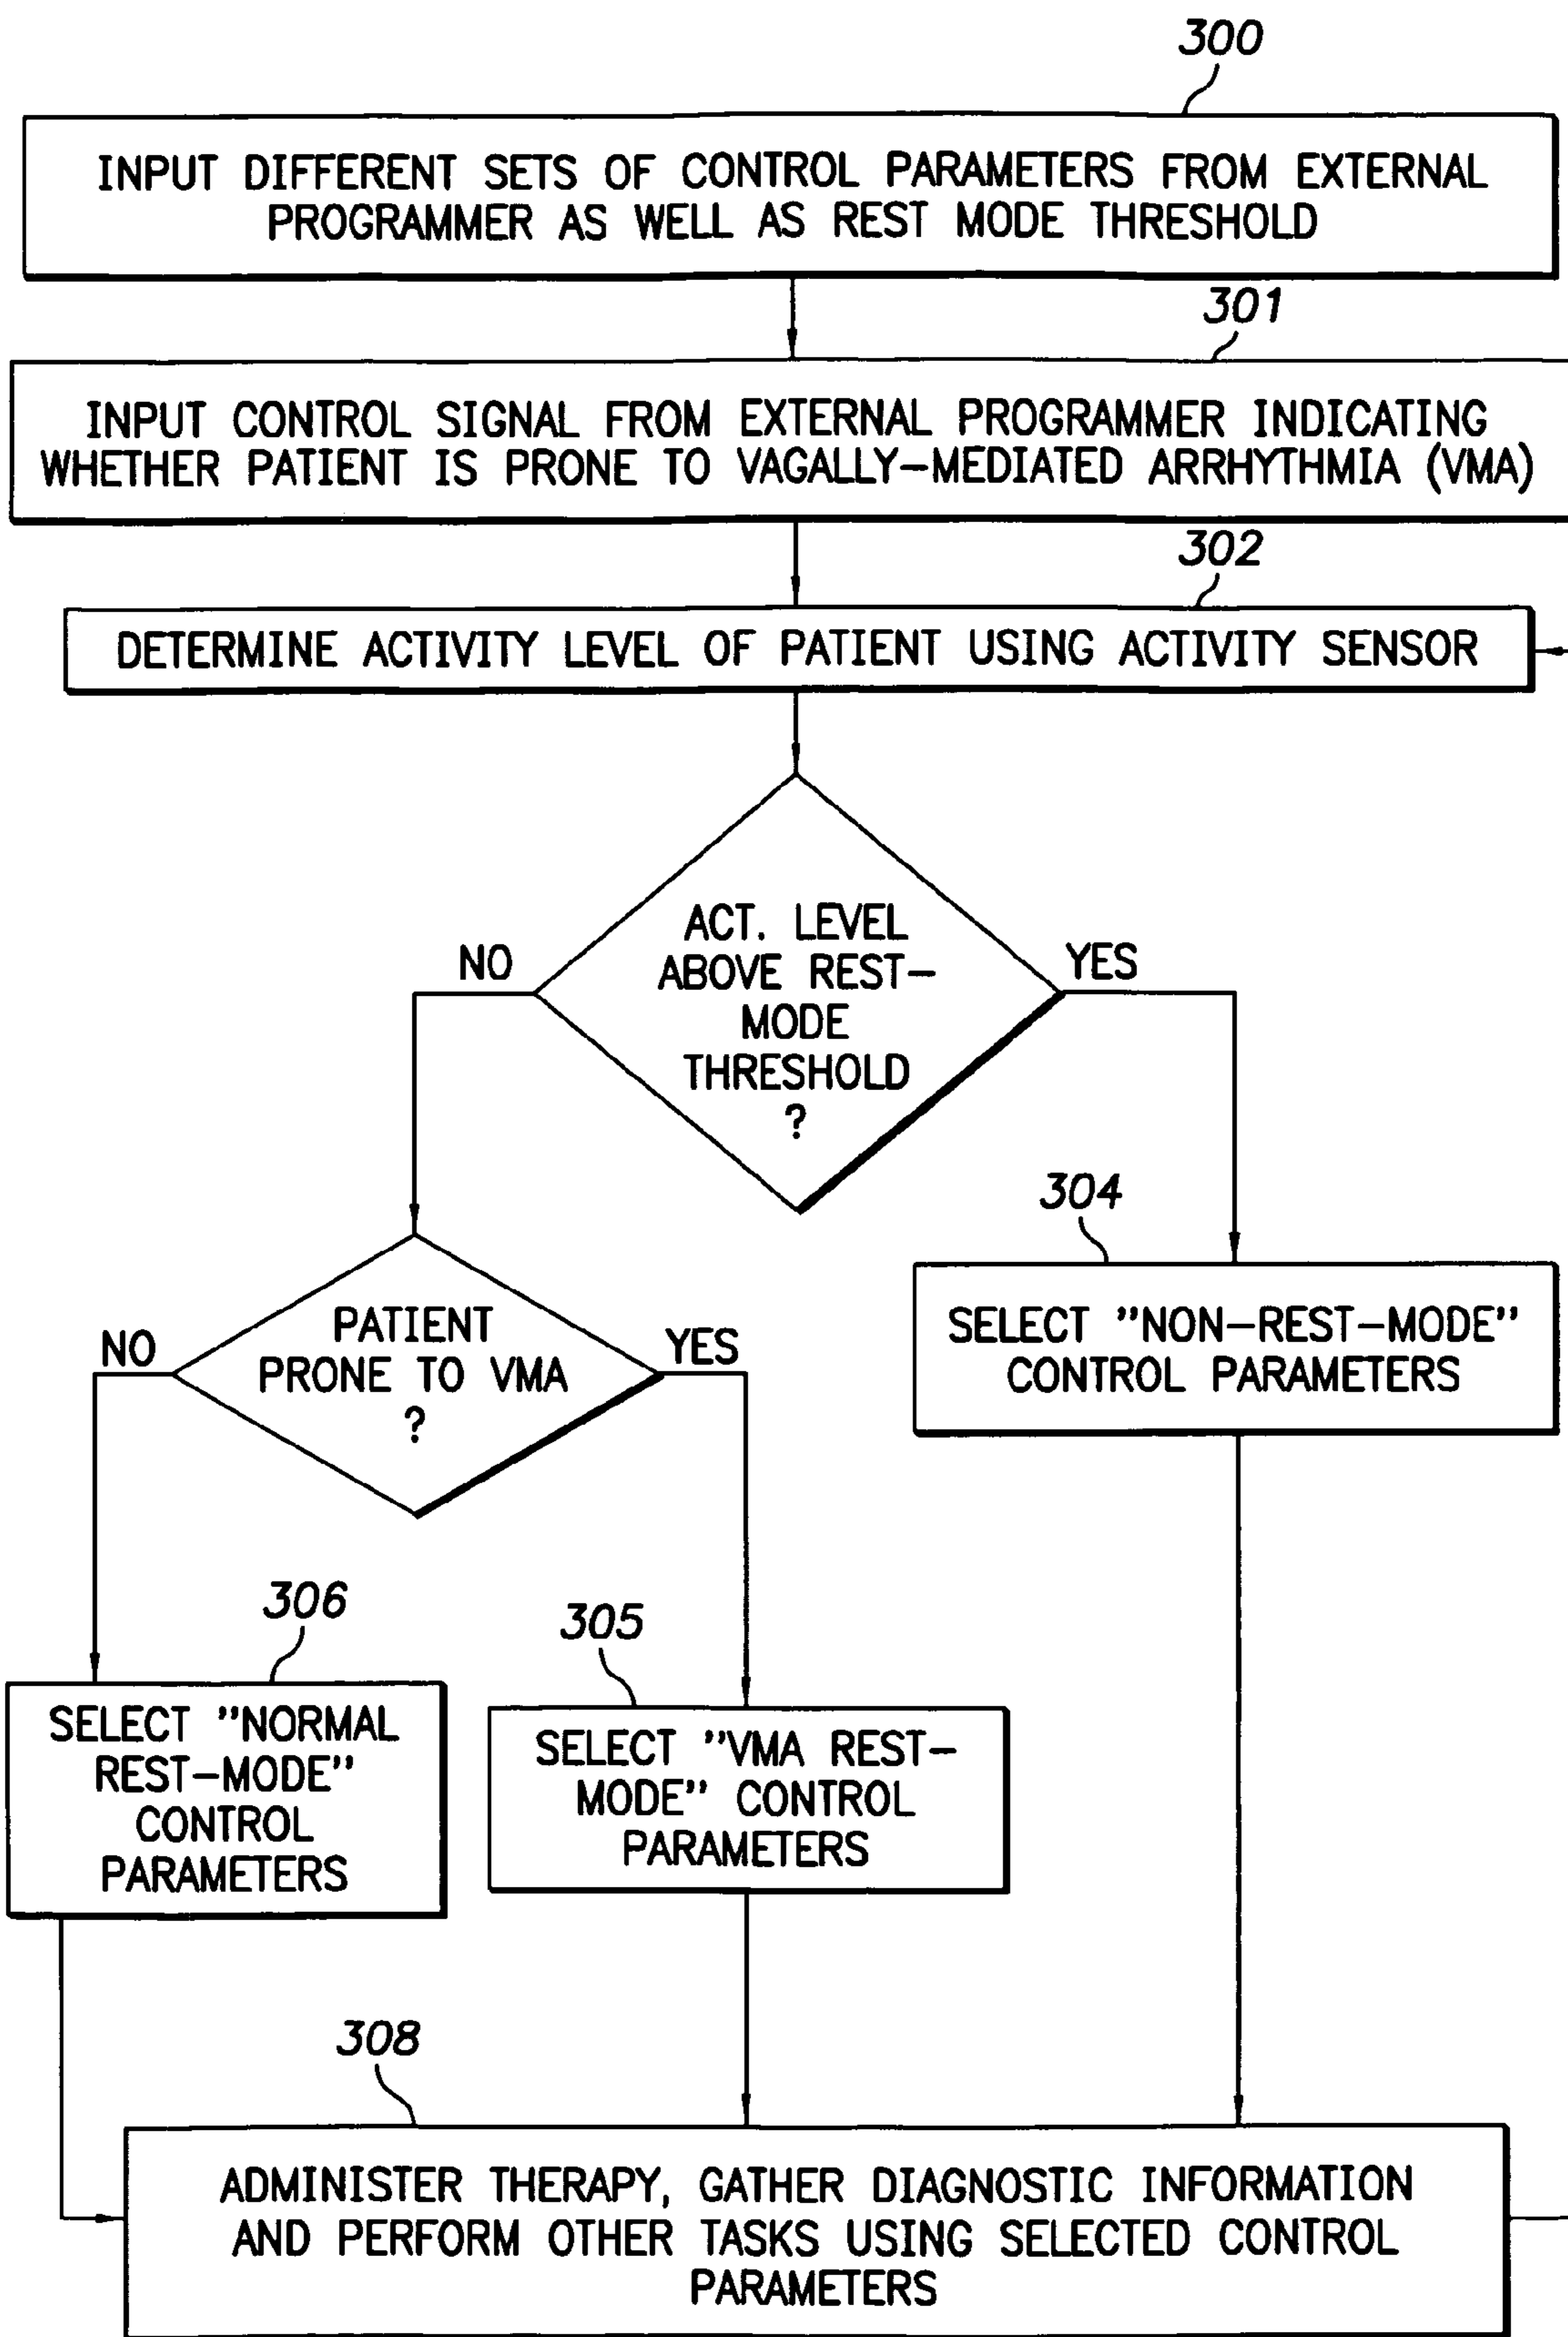 300
INPUT DIFFERENT SETS OF CONTROL PARAMETERS FROM EXTERNAL
PROGRAMMER AS WELL AS REST MODE THRESHOLD
301
INPUT CONTROL SIGNAL FROM EXTERNAL PROGRAMMER INDICATING
WHETHER PATIENT IS PRONE TO VAGALLY-MEDIATED ARRHYTHMIA (VMA)
302
DETERMINE ACTIVITY LEVEL OF PATIENT USING ACTIVITY SENSOR
ACT. LEVEL
ABOVE REST-
MODE
THRESHOLD
?
NO
YES
304
SELECT "NON-REST-MODE"
CONTROL PARAMETERS
PATIENT
PRONE TO VMA
?
NO
YES
306
SELECT "NORMAL
REST-MODE"
CONTROL
PARAMETERS
305
SELECT "VMA REST-
MODE" CONTROL
PARAMETERS
308
ADMINISTER THERAPY, GATHER DIAGNOSTIC INFORMATION
AND PERFORM OTHER TASKS USING SELECTED CONTROL
PARAMETERS